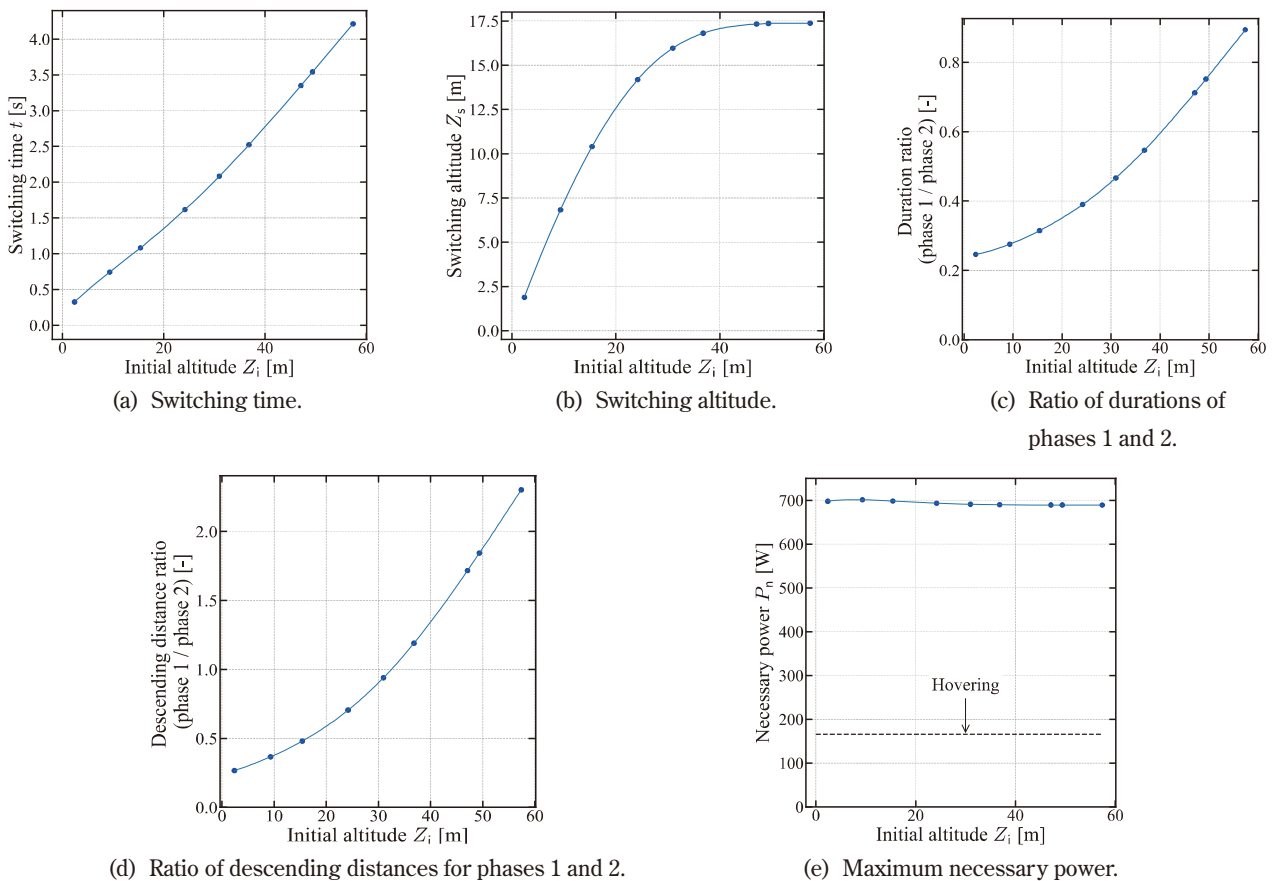 4.0
3.5
3.0
2.5
2.0
1.5
1.0
0.5
0.0
Switching time t [s]
0 20 40 60
Initial altitude Zi [m]
(a) Switching time.
17.5
15.0
12.5
10.0
7.5
5.0
2.5
0.0
Switching altitude Zs [m]
0 20 40 60
Initial altitude Zi [m]
(b) Switching altitude.
0.8
0.6
0.4
0.2
0.0
Duration ratio
(phase 1 / phase 2) [-]
0 10 20 30 40 50 60
Initial altitude Zi [m]
(c) Ratio of durations of
phases 1 and 2.
2.0
1.5
1.0
0.5
0.0
Descending distance ratio
(phase 1 / phase 2) [-]
0 10 20 30 40 50 60
Initial altitude Zi [m]
(d) Ratio of descending distances for phases 1 and 2.
700
600
500
400
300
200
100
0
Necessary power Pn [W]
Hovering
0 20 40 60
Initial altitude Zi [m]
(e) Maximum necessary power.